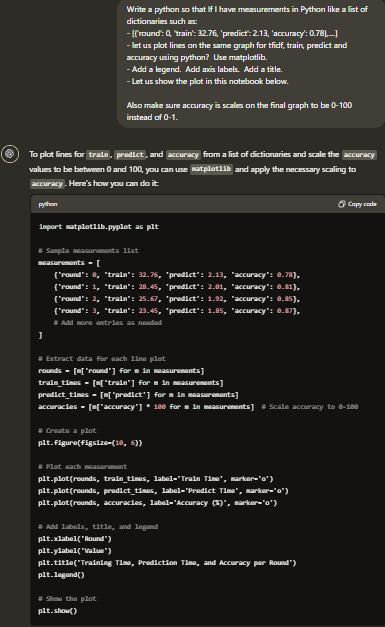 Write a python so that If I have measurements in Python like a list of
dictionaries such as:
- [{'round': 0, 'train': 32.76, 'predict': 2.13, 'accuracy': 0.78},...]
- let us plot lines on the same graph for tfidf, train, predict and
accuracy using python? Use matplotlib.
- Add a legend. Add axis labels. Add a title.
- Let us show the plot in this notebook below.
Also make sure accuracy is scales on the final graph to be 0-100
instead of 0-1.
To plot lines for train, predict, and accuracy from a list of dictionaries and scale the accuracy
values to be between 0 and 100, you can use matplotlib and apply the necessary scaling to
accuracy. Here's how you can do it:
python Copy code
import matplotlib.pyplot as plt
# Sample measurements list
measurements = [
{'round': 0, 'train': 32.76, 'predict': 2.13, 'accuracy': 0.78},
{'round': 1, 'train': 28.45, 'predict': 2.01, 'accuracy': 0.81},
{'round': 2, 'train': 25.67, 'predict': 1.92, 'accuracy': 0.85},
{'round': 3, 'train': 23.45, 'predict': 1.85, 'accuracy': 0.87},
# Add more entries as needed
]
# Extract data for each line plot
rounds = [m['round'] for m in measurements]
train_times = [m['train'] for m in measurements]
predict_times = [m['predict'] for m in measurements]
accuracies = [m['accuracy'] * 100 for m in measurements] # Scale accuracy to 0-100
# Create a plot
plt.figure(figsize=(10, 6))
# Plot each measurement
plt.plot(rounds, train_times, label='Train Time', marker='o')
plt.plot(rounds, predict_times, label='Predict Time', marker='o')
plt.plot(rounds, accuracies, label='Accuracy (%)', marker='o')
# Add labels, title, and legend
plt.xlabel('Round')
plt.ylabel('Value')
plt.title('Training Time, Prediction Time, and Accuracy per Round')
plt.legend()
# Show the plot
plt.show()